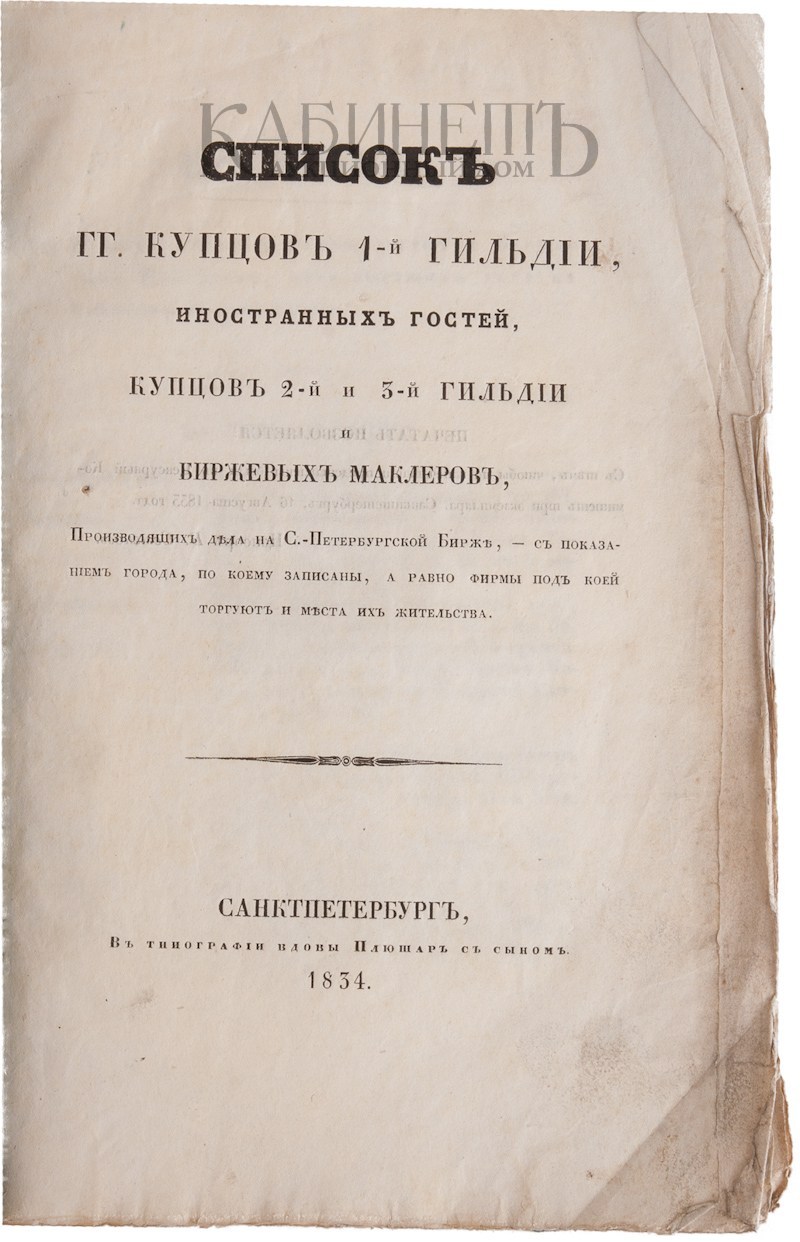 КАБИНЕТЪ
АУКЦИОННЫЙ ДОМ
СПИСОКЪ
ГГ. КУПЦОВЪ 1-й ГИЛЬДІИ,
ИНОСТРАННЫХЪ ГОСТЕЙ,
КУПЦОВЪ 2-й и 3-й ГИЛЬДІИ
и
БИРЖЕВЫХЪ МАКЛЕРОВЪ,
Производящихъ дѣла на С.-Петербургской Биржѣ, — съ показа-
ніемъ города, по коему записаны, а равно фирмы подъ коей
торгуютъ и мѣста ихъ жительства.
САНКТПЕТЕРБУРГЪ,
Въ типографіи вдовы Плюшаръ съ сыномъ.
1834.